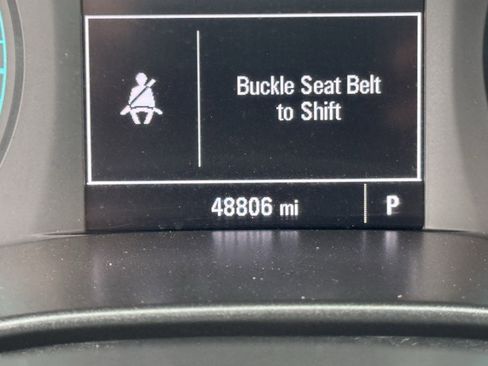 Buckle Seat Belt
to Shift
48806 mi P